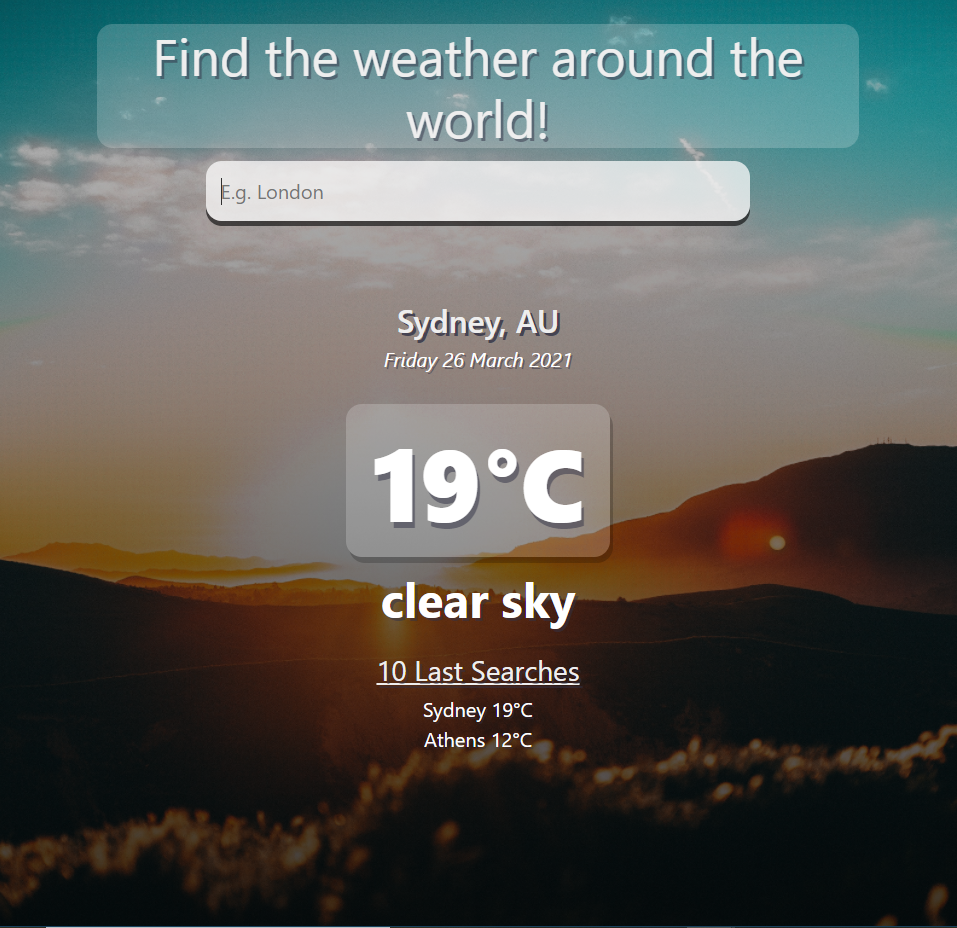 Find the weather around the
world!
E.g. London
Sydney, AU
Friday 26 March 2021
19°C
clear sky
10 Last Searches
Sydney 19°C
Athens 12°C